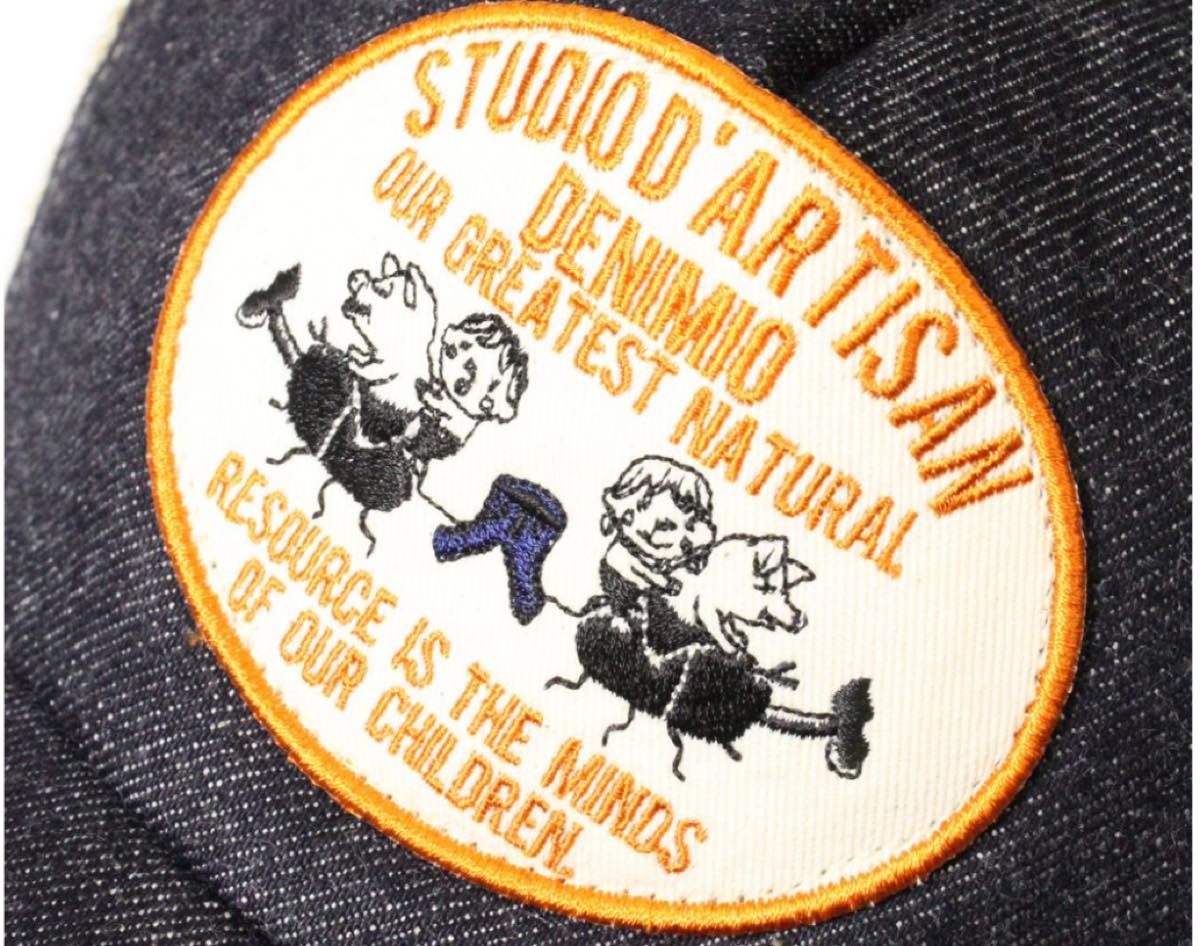 STUDIO D'ARTISAN
DENIMIO
OUR GREATEST NATURAL
RESOURCE IS THE MINDS
OF OUR CHILDREN.